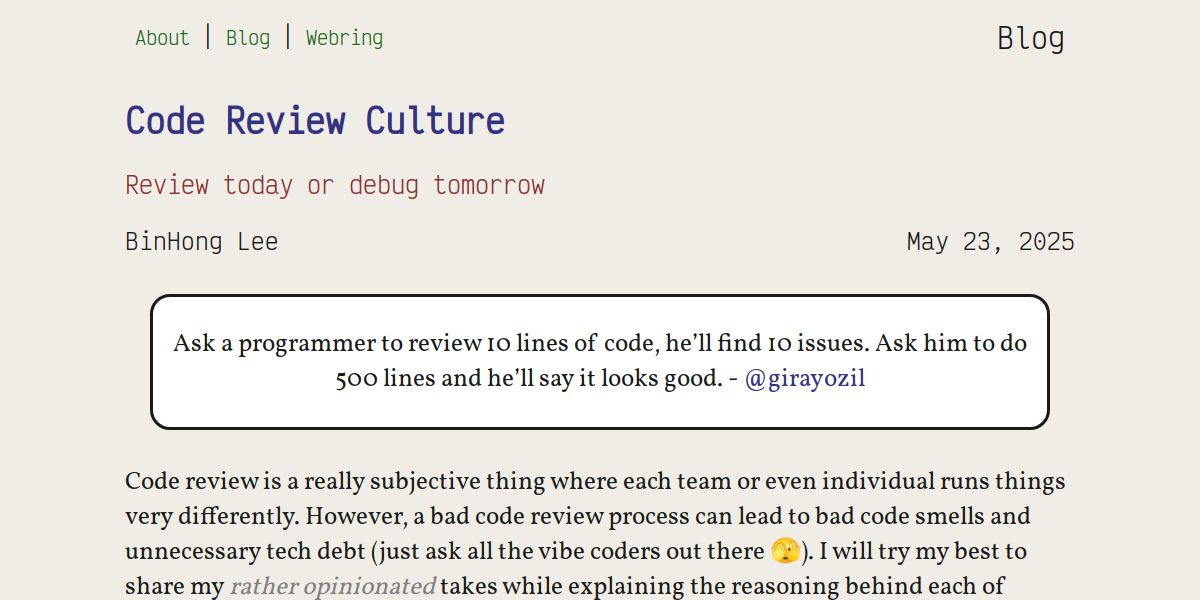 About | Blog | Webring
Blog
Code Review Culture
Review today or debug tomorrow
BinHong Lee
May 23, 2025
Ask a programmer to review 10 lines of code, he’ll find 10 issues. Ask him to do
500 lines and he’ll say it looks good. - @girayozil
Code review is a really subjective thing where each team or even individual runs things
very differently. However, a bad code review process can lead to bad code smells and
unnecessary tech debt (just ask all the vibe coders out there 🫣). I will try my best to
share my rather opinionated takes while explaining the reasoning behind each of